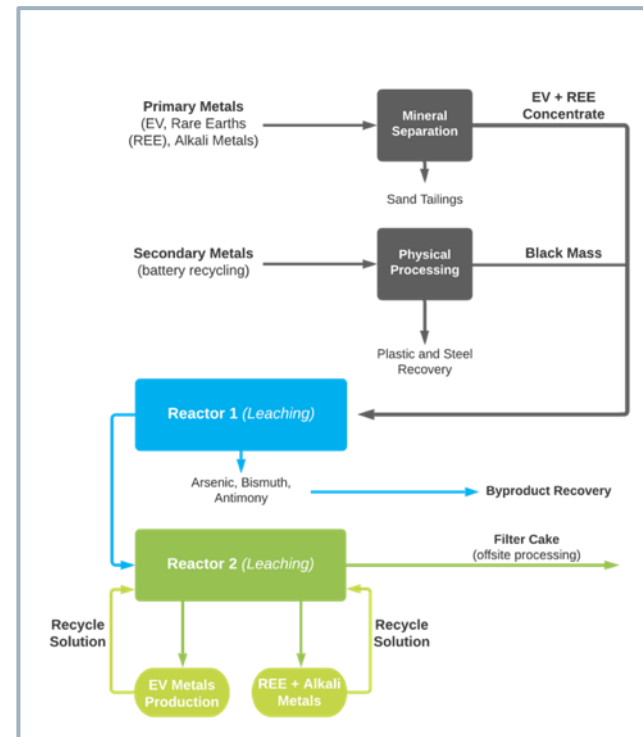 Primary Metals
(EV, Rare Earths
(REE), Alkali Metals)
Mineral
Separation
EV + REE
Concentrate
Sand Tailings
Secondary Metals
(battery recycling)
Physical
Processing
Black Mass
Plastic and Steel
Recovery
Reactor 1 (Leaching)
Arsenic, Bismuth,
Antimony
Byproduct Recovery
Reactor 2 (Leaching)
Filter Cake
(offsite processing)
Recycle
Solution
Recycle
Solution
EV Metals
Production
REE + Alkali
Metals